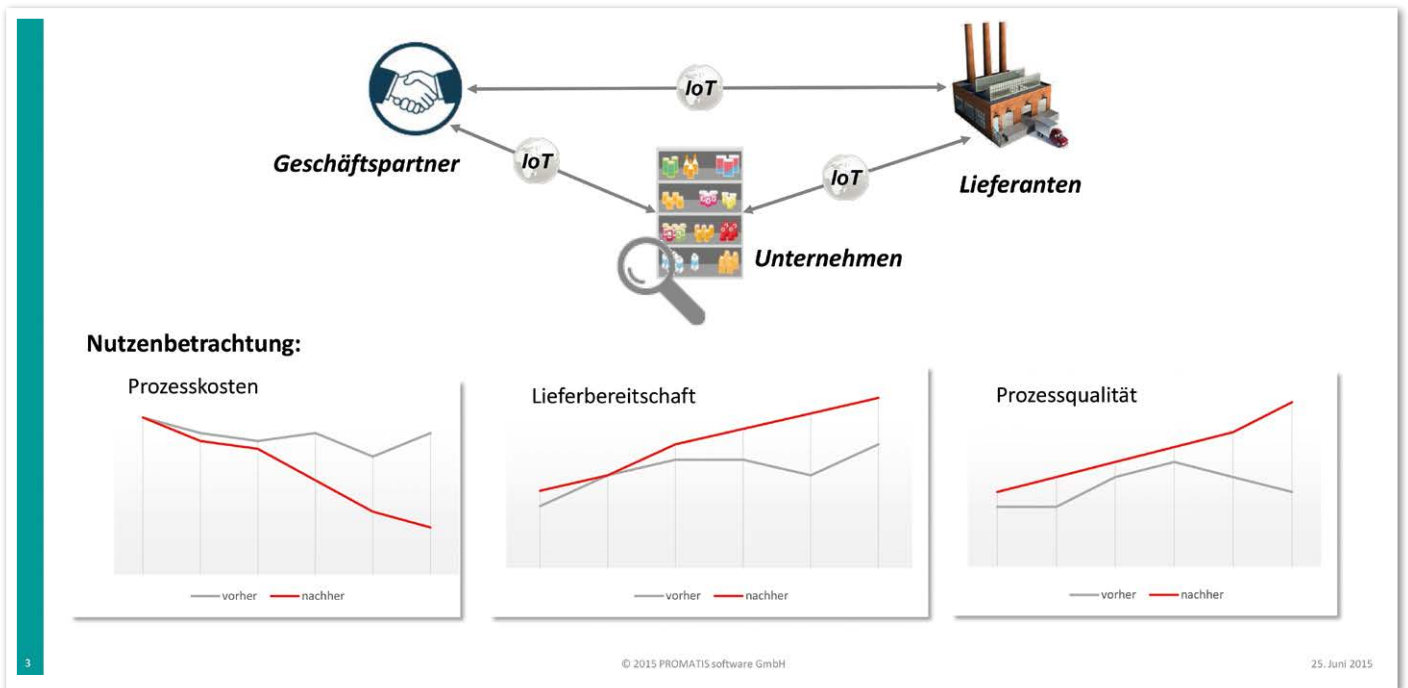 IoT
Geschäftspartner
IoT
IoT
Lieferanten
Unternehmen
Nutzenbetrachtung:
Prozesskosten
vorher nachher
Lieferbereitschaft
vorher nachher
Prozessqualität
vorher nachher
3
© 2015 PROMATIS software GmbH
25. Juni 2015